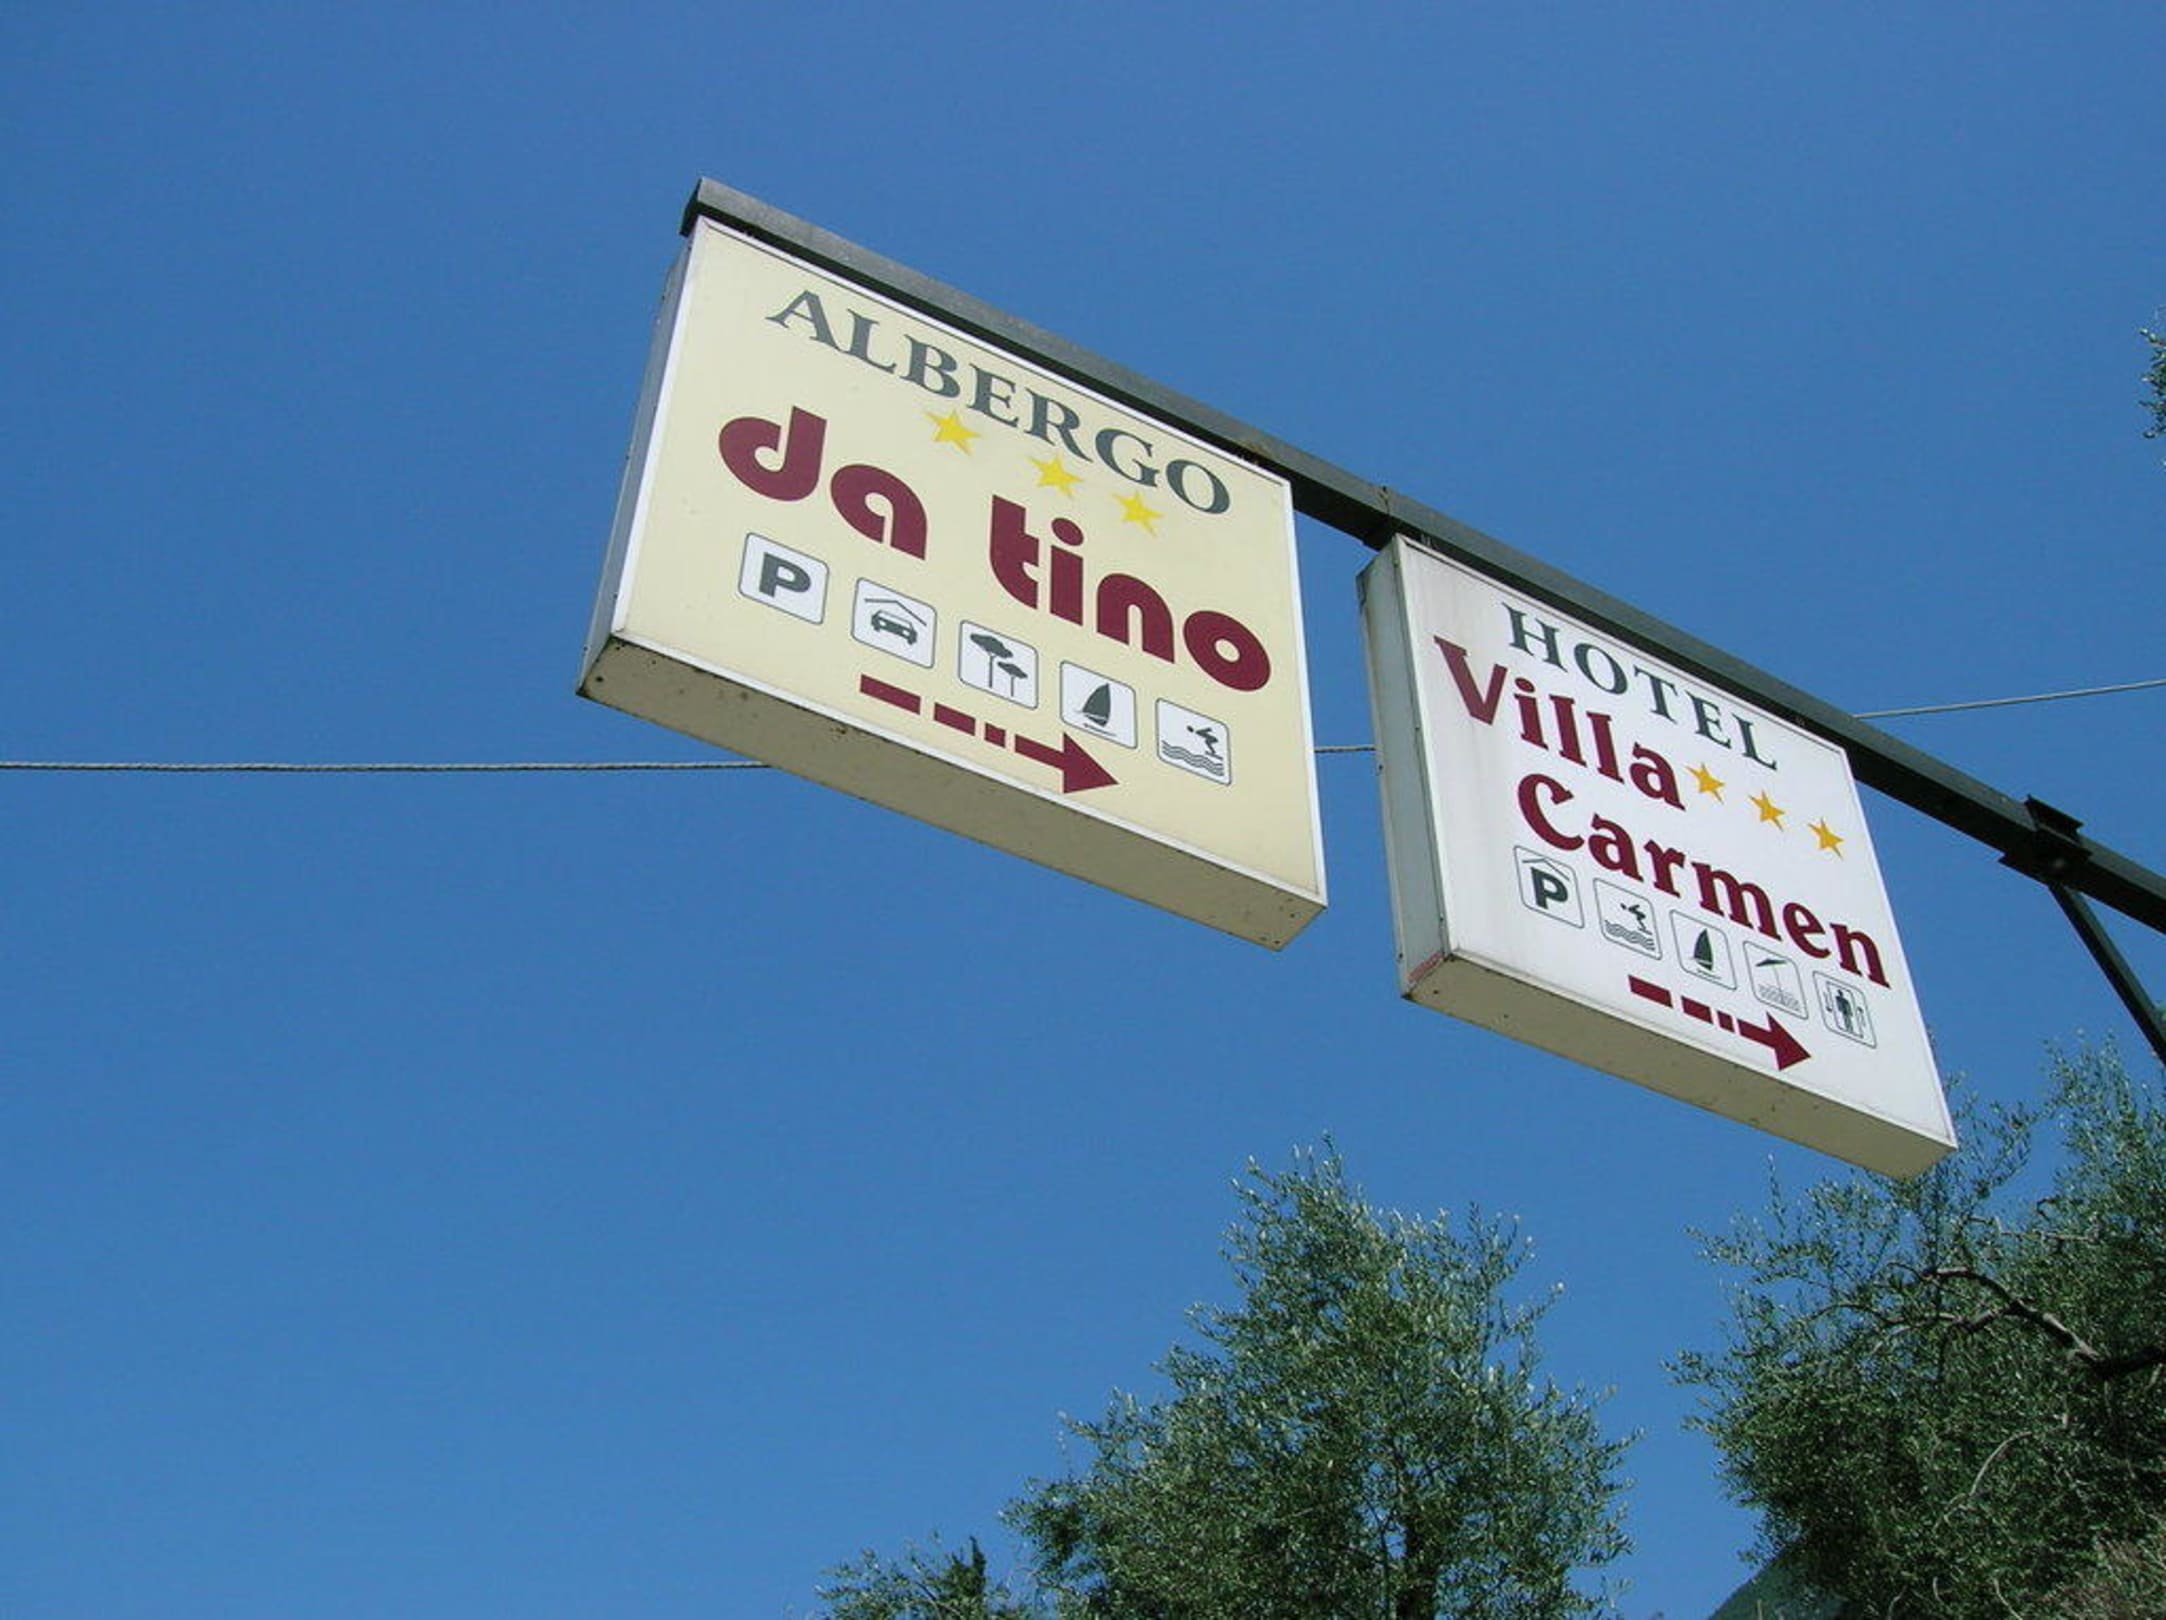 ALBERGO
da tino
P
HOTEL
Villa
Carmen
P